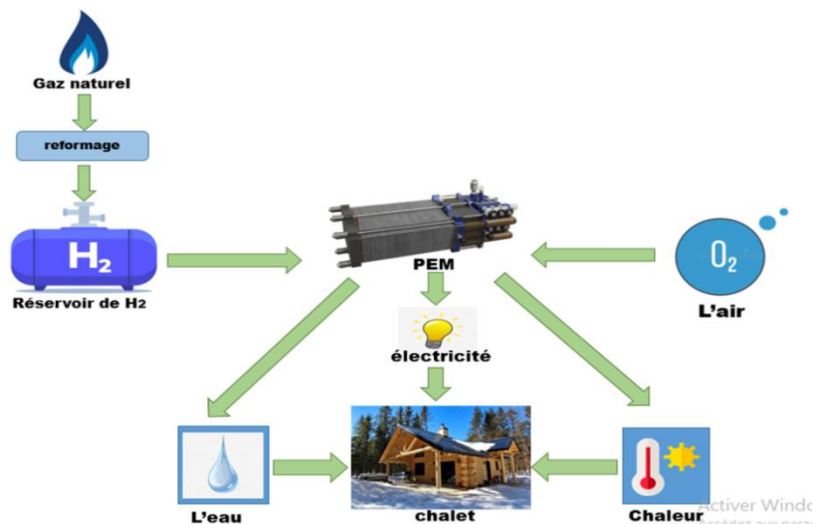 Gaz naturel
reformage
H₂
Réservoir de H2
PEM
O₂
L'air
électricité
L'eau
chalet
Chaleur
Activer Windo